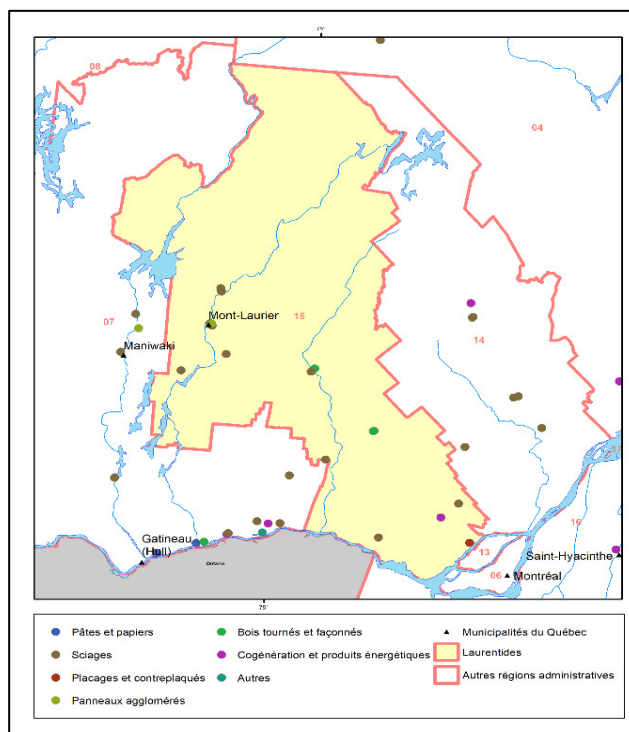 75°
08
04
Mont-Laurier
15
07
14
Maniwaki
16
Gatineau
(Hull)
Ontario
13
Saint-Hyacinthe
06
Montréal
75°
Pâtes et papiers
Bois tournés et façonnés
Municipalités du Québec
Sciages
Cogénération et produits énergétiques
Laurentides
Placages et contreplaqués
Autres
Autres régions administratives
Panneaux agglomérés